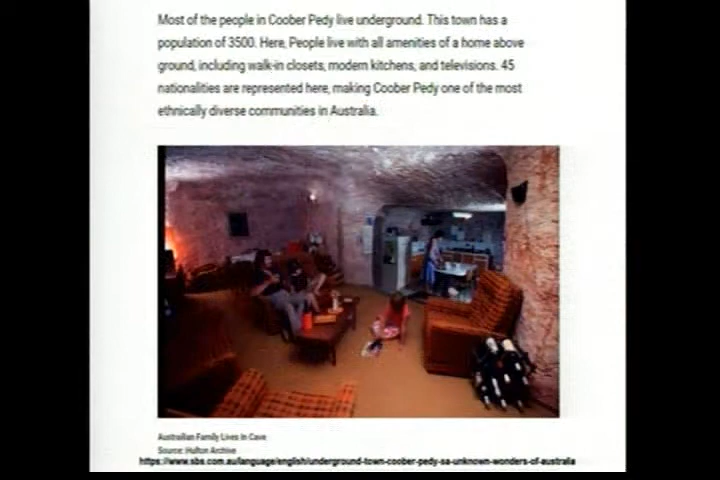 Most of the people in Coober Pedy live underground. This town has a
population of 3500. Here, People live with all amenities of a home above
ground, including walk-in closets, modern kitchens, and televisions. 45
nationalities are represented here, making Coober Pedy one of the most
ethnically diverse communities in Australia.
Australian Family Lives In Cave
Source: Hulton Archive
https://www.sbs.com.au/language/english/underground-town-coober-pedy-sa-unknown-wonders-of-australia